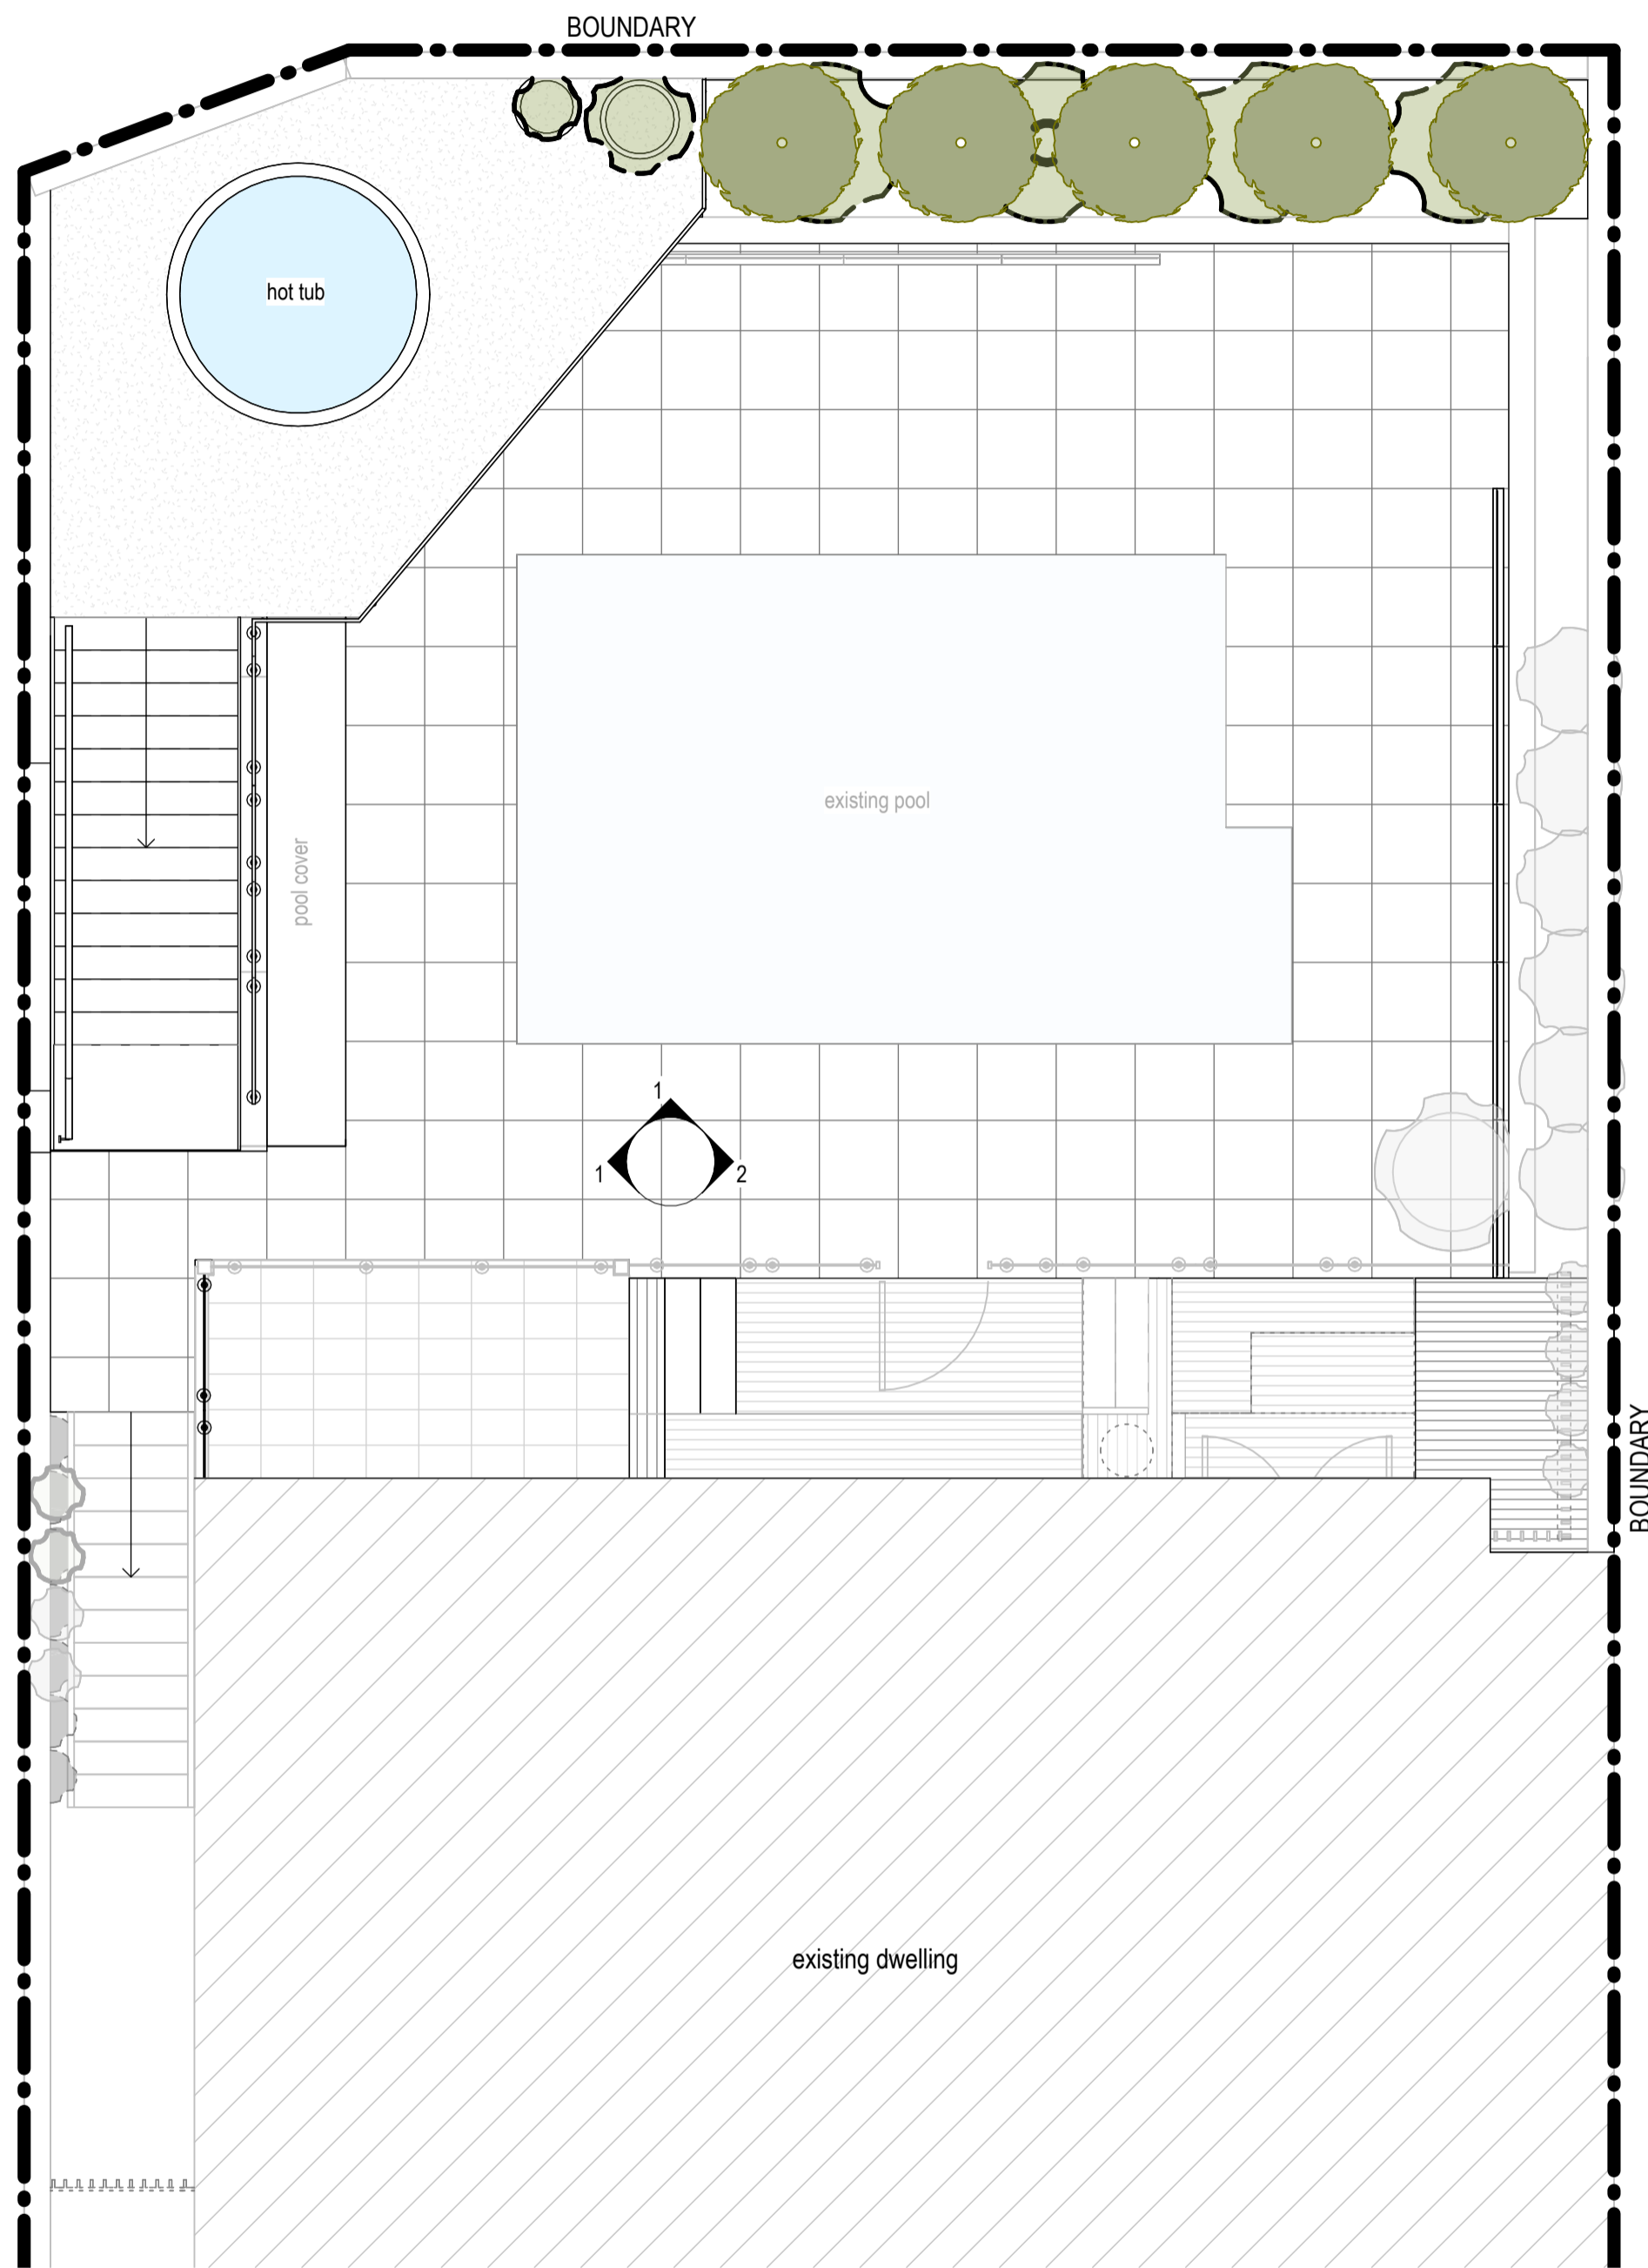 BOUNDARY
hot tub
existing pool
pool cover
1
1
2
BOUNDARY
existing dwelling